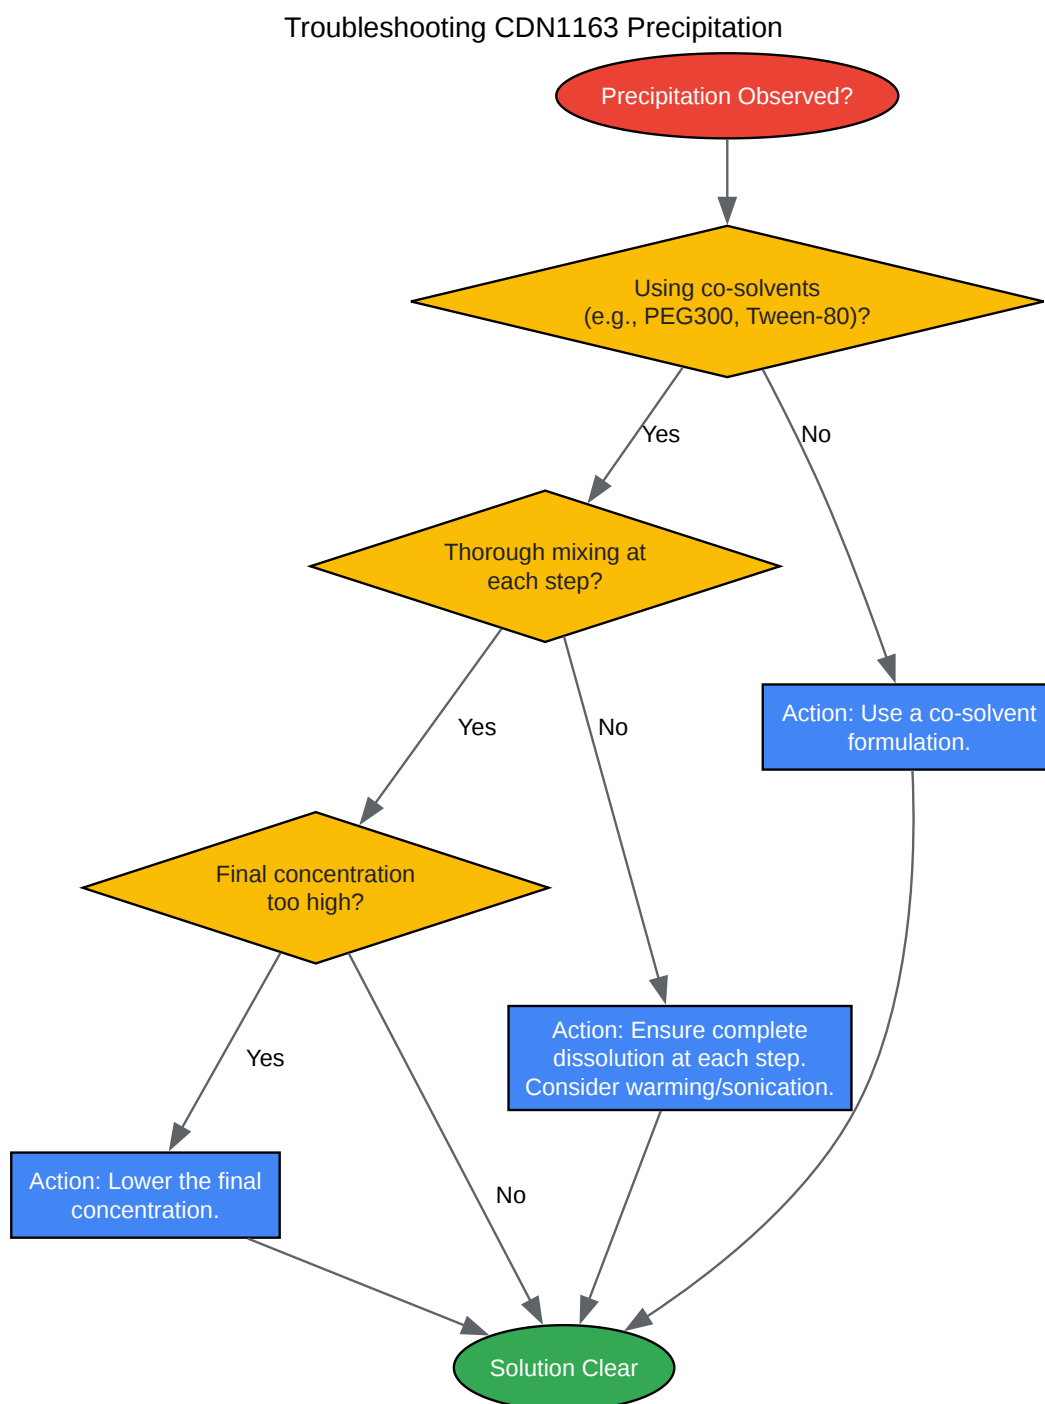 Troubleshooting CDN1163 Precipitation
Precipitation Observed?
Using co-solvents
(e.g., PEG300, Tween-80)?
Yes
No
Thorough mixing at
each step?
Action: Use a co-solvent
formulation.
Yes
No
Final concentration
too high?
Action: Ensure complete
dissolution at each step.
Consider warming/sonication.
Yes
Action: Lower the final
concentration.
No
Solution Clear